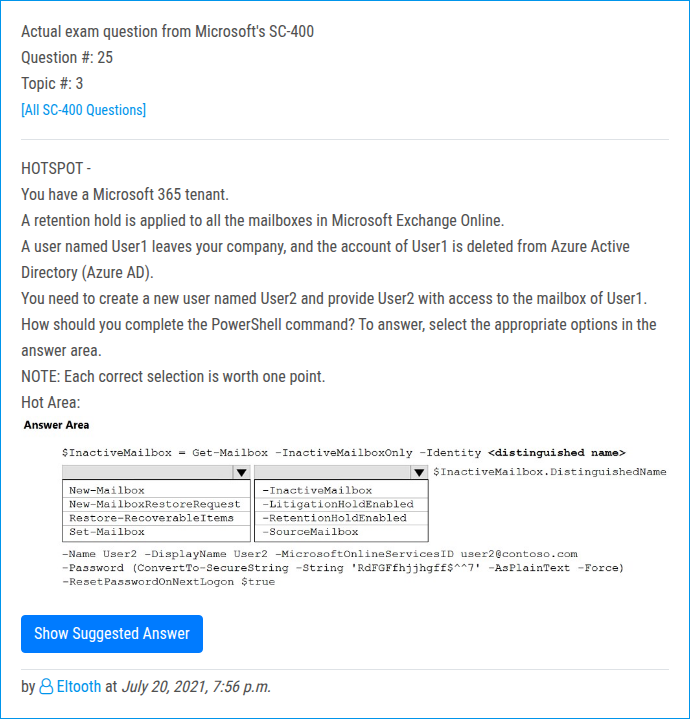 Actual exam question from Microsoft's SC-400
Question #: 25
Topic #: 3
[All SC-400 Questions]
HOTSPOT -
You have a Microsoft 365 tenant.
A retention hold is applied to all the mailboxes in Microsoft Exchange Online.
A user named User1 leaves your company, and the account of User1 is deleted from Azure Active
Directory (Azure AD).
You need to create a new user named User2 and provide User2 with access to the mailbox of User1.
How should you complete the PowerShell command? To answer, select the appropriate options in the
answer area.
NOTE: Each correct selection is worth one point.
Hot Area:
Answer Area
$InactiveMailbox = Get-Mailbox -InactiveMailboxOnly -Identity <distinguished name>
$InactiveMailbox.DistinguishedName
New-Mailbox
New-MailboxRestoreRequest
Restore-RecoverableItems
Set-Mailbox
-InactiveMailbox
-LitigationHoldEnabled
-RetentionHoldEnabled
-SourceMailbox
-Name User2 -DisplayName User2 -MicrosoftOnlineServicesID user2@contoso.com
-Password (ConvertTo-SecureString -String 'RdFGFfhjjhgff$^^7' -AsPlainText -Force)
-ResetPasswordOnNextLogon $true
Show Suggested Answer
by Eltooth at July 20, 2021, 7:56 p.m.